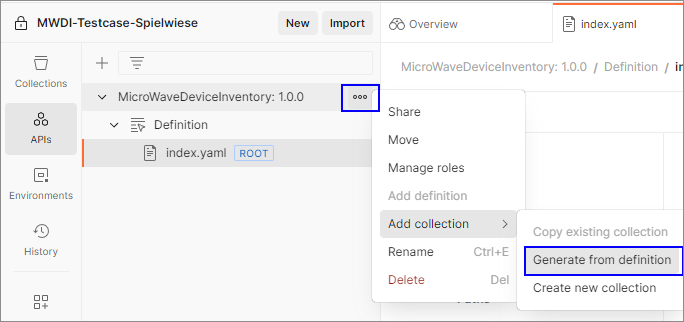 MWDI-Testcase-Spielwiese
New
Import
Overview
index.yaml
Collections
APIs
Environments
History
MicroWaveDeviceInventory: 1.0.0
Definition
index.yaml
ROOT
MicroWaveDeviceInventory: 1.0.0 / Definition / in
Share
Move
Manage roles
Add definition
Add collection
Rename Ctrl+E
Delete Del
Copy existing collection
Generate from definition
Create new collection